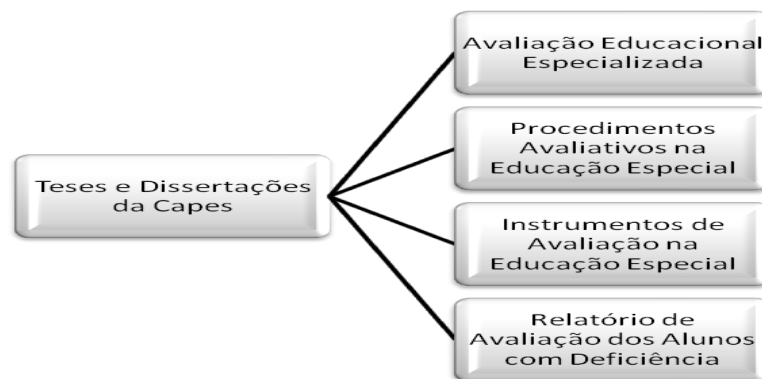 Teses e Dissertações
da Capes
Avaliação Educacional
Especializada
Procedimentos
Avaliativos na
Educação Especial
Instrumentos de
Avaliação na
Educação Especial
Relatório de
Avaliação dos Alunos
com Deficiência